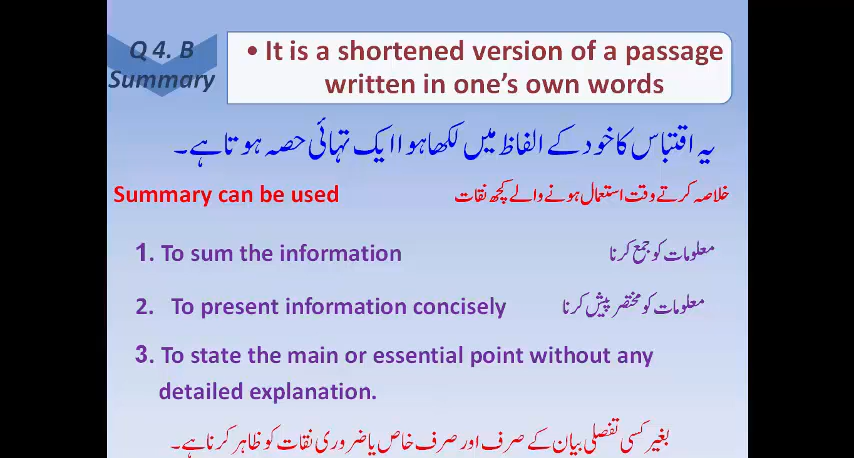 Q 4. B
Summary
• It is a shortened version of a passage
written in one's own words
یہ اقتباس کا خود کے الفاظ میں لکھا ہوا ایک تہائی حصہ ہوتا ہے۔
Summary can be used
خلاصہ کرتے وقت استعمال ہونے والے کچھ نقات
1. To sum the information
معلومات کو جمع کرنا
2. To present information concisely
معلومات کو مختصر پیش کرنا
3. To state the main or essential point without any
detailed explanation.
بغیر کسی تفصلی بیان کے صرف اور صرف خاص یا ضروری نقات کو ظاہر کرنا ہے۔